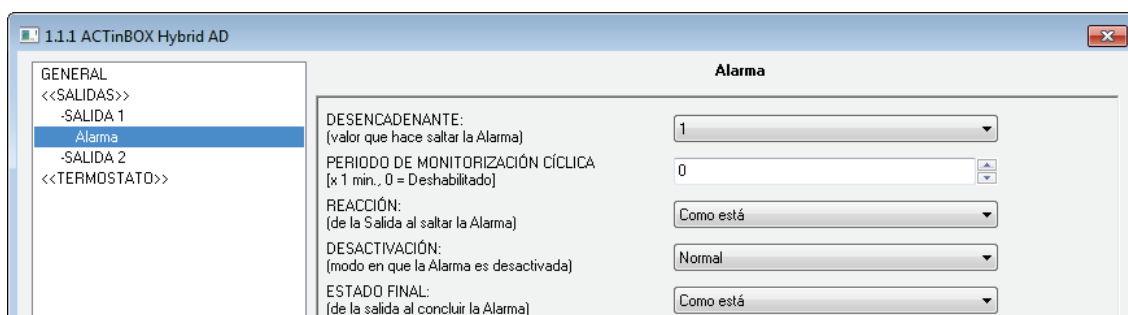 1.1.1 ACTinBOX Hybrid AD
GENERAL
<<SALIDAS>>
-SALIDA 1
Alarma
-SALIDA 2
<<TERMOSTATO>>
Alarma
DESENCADENANTE:
(valor que hace saltar la Alarma)
1
PERIODO DE MONITORIZACIÓN CÍCLICA
[x 1 min., 0 = Deshabilitado]
0
REACCIÓN:
(de la Salida al saltar la Alarma)
Como está
DESACTIVACIÓN:
(modo en que la Alarma es desactivada)
Normal
ESTADO FINAL:
(de la salida al concluir la Alarma)
Como está